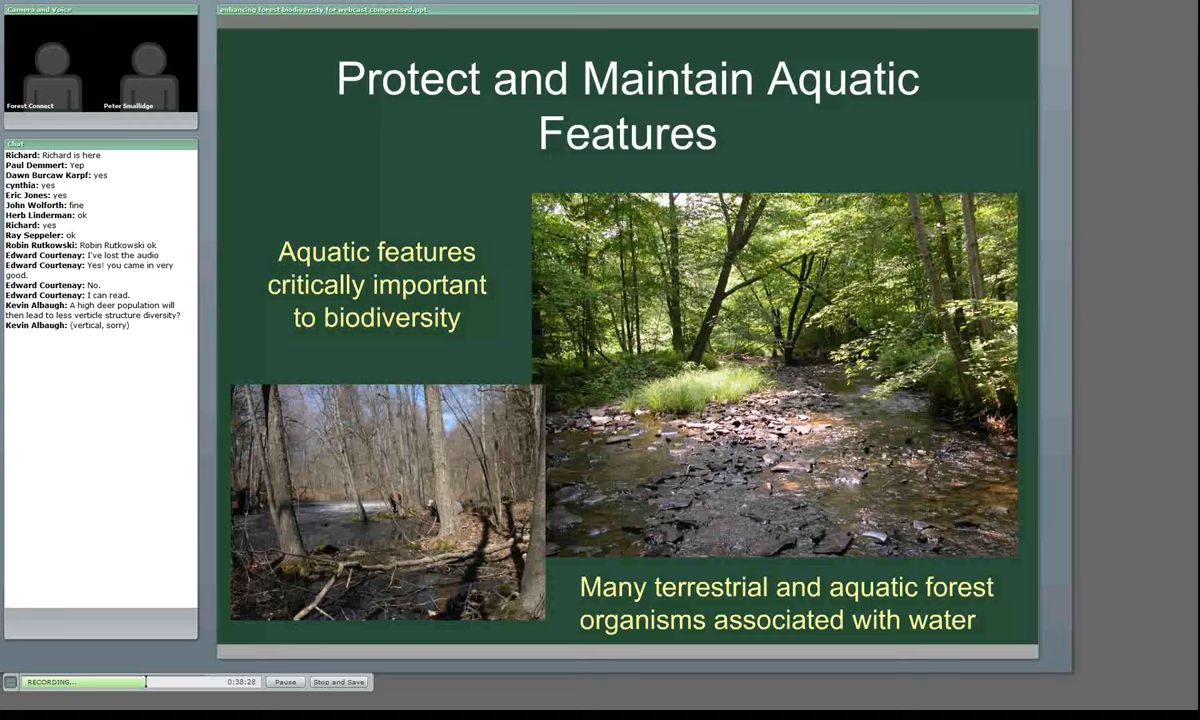 Camera and Voice
Forest Connect
Peter Smallidge
Chat
Richard: Richard is here
Paul Demmert: Yep
Dawn Burcaw Karpf: yes
cynthia: yes
Eric Jones: yes
John Wolforth: fine
Herb Linderman: ok
Richard: yes
Ray Seppeler: ok
Robin Rutkowski: Robin Rutkowski ok
Edward Courtenay: I've lost the audio
Edward Courtenay: Yes! you came in very
good.
Edward Courtenay: No.
Edward Courtenay: I can read.
Kevin Albaugh: A high deer population will
then lead to less verticle structure diversity?
Kevin Albaugh: (vertical, sorry)
enhancing forest biodiversity for webcast compressed.ppt
Protect and Maintain Aquatic
Features
Aquatic features
critically important
to biodiversity
Many terrestrial and aquatic forest
organisms associated with water
RECORDING...
0:38:28
Pause
Stop and Save